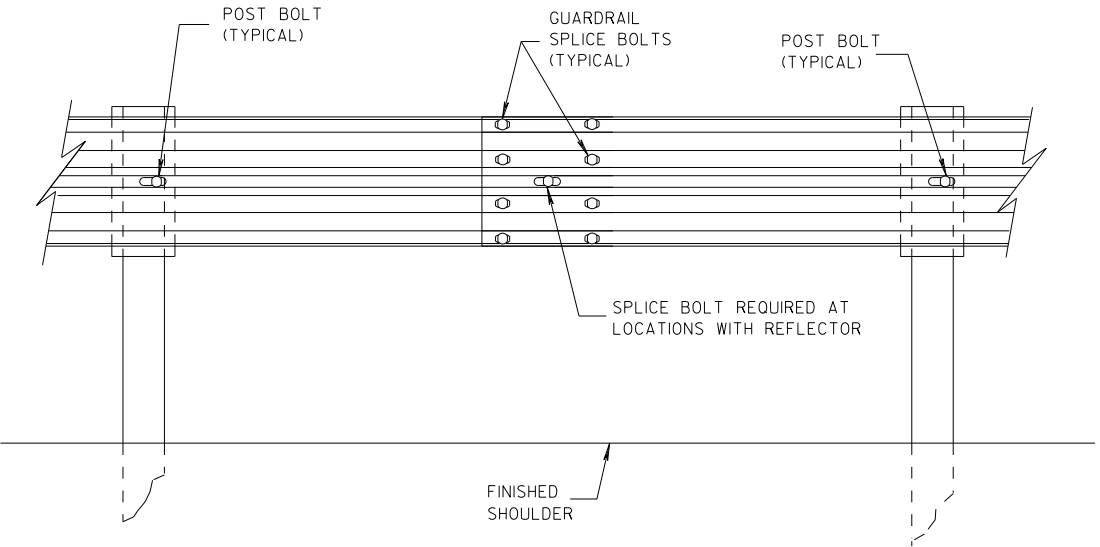 POST BOLT
(TYPICAL)
GUARDRAIL
SPLICE BOLTS
(TYPICAL)
POST BOLT
(TYPICAL)
SPLICE BOLT REQUIRED AT
LOCATIONS WITH REFLECTOR
FINISHED
SHOULDER